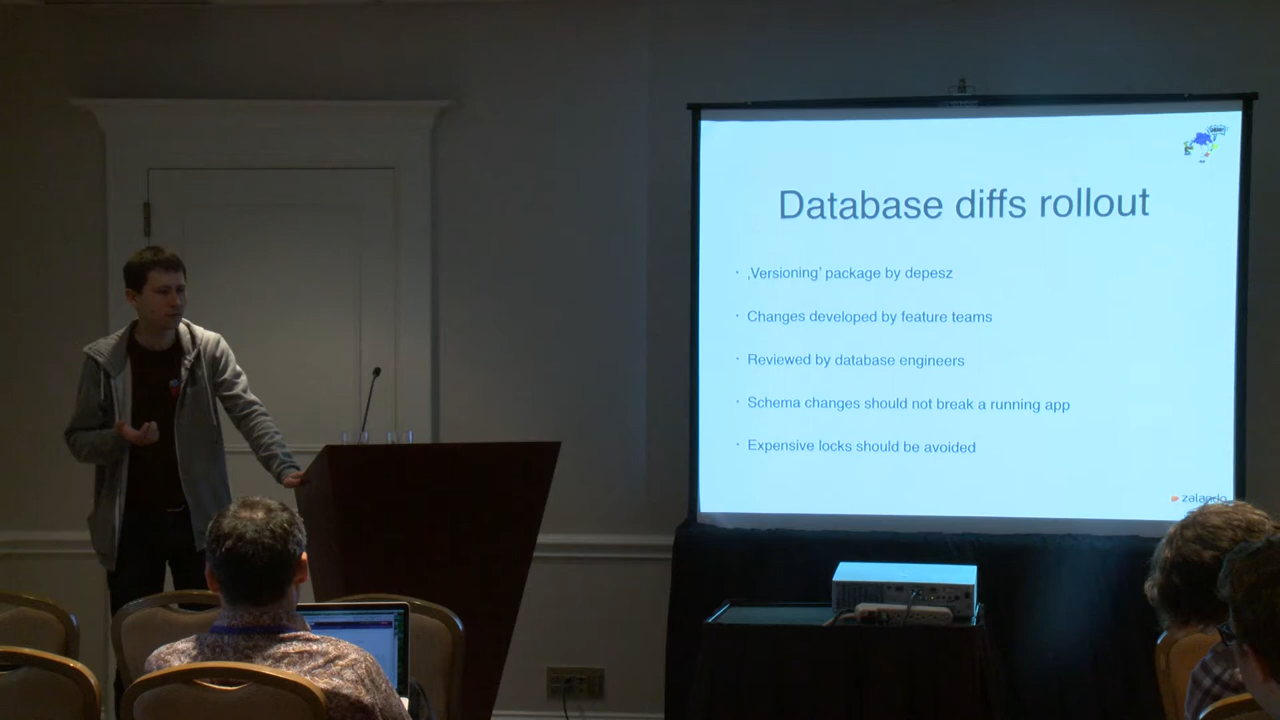 Database diffs rollout
· ‚Versioning’ package by depesz
· Changes developed by feature teams
· Reviewed by database engineers
· Schema changes should not break a running app
· Expensive locks should be avoided
zalando